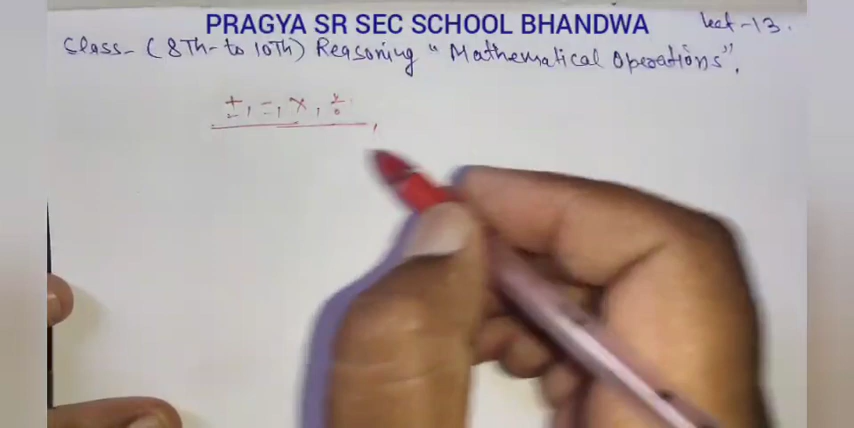 PRAGYA SR SEC SCHOOL BHANDWA
Lect-13.
Class- (8Th- to 10Th) Reasoning "Mathematical Operations".
±, =, ×, ÷,